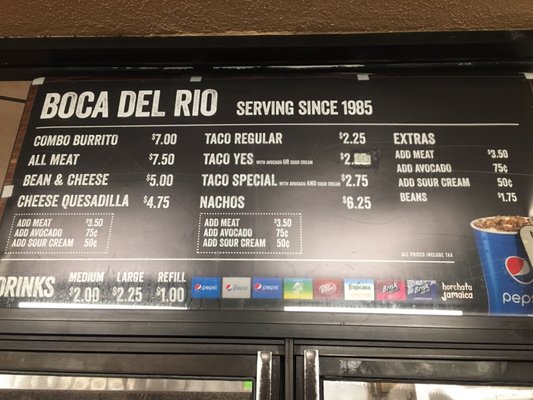 BOCA DEL RIO SERVING SINCE 1985
COMBO BURRITO $7.00
ALL MEAT $7.50
BEAN & CHEESE $5.00
CHEESE QUESADILLA $4.75
ADD MEAT $3.50
ADD AVOCADO 75¢
ADD SOUR CREAM 50¢
TACO REGULAR $2.25
TACO YES WITH AVOCADO OR SOUR CREAM
TACO SPECIAL WITH AVOCADO AND SOUR CREAM $2.75
NACHOS $6.25
ADD MEAT $3.50
ADD AVOCADO 75¢
ADD SOUR CREAM 50¢
EXTRAS
ADD MEAT $3.50
ADD AVOCADO 75¢
ADD SOUR CREAM 50¢
BEANS $1.75
ALL PRICES INCLUDE TAX
DRINKS
MEDIUM $2.00
LARGE $2.25
REFILL $1.00
pepsi
pepsi
Tropicana
Brisk
Brisk
horchata
jamaica
pepsi